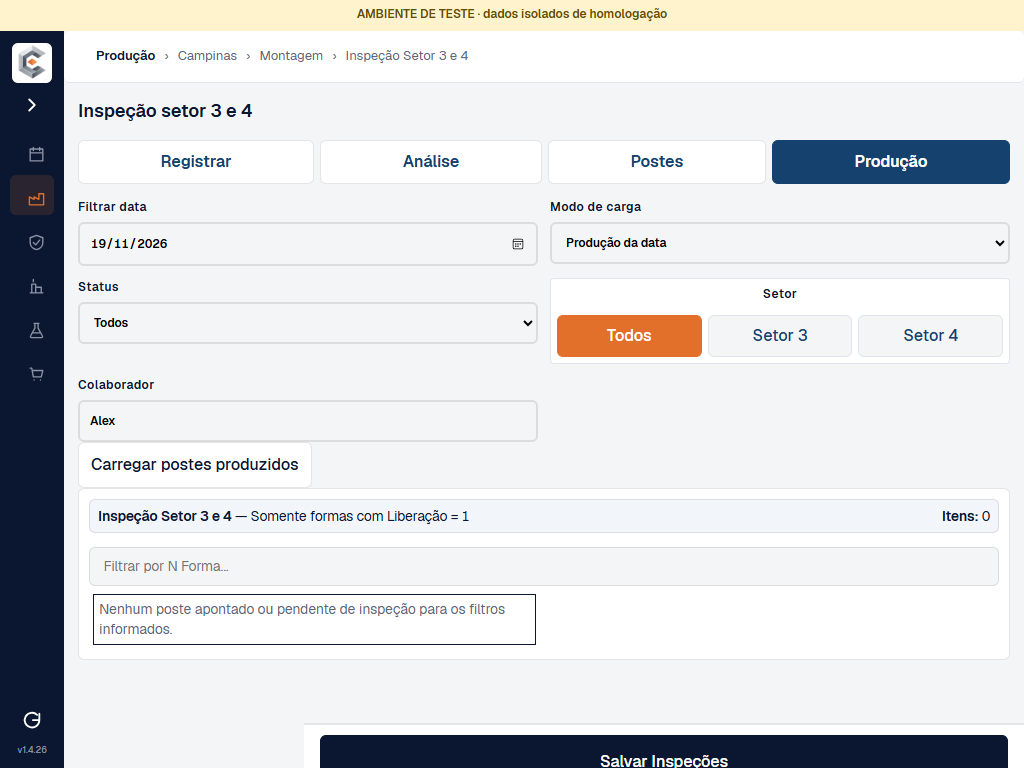 AMBIENTE DE TESTE · dados isolados de homologação
Produção › Campinas › Montagem › Inspeção Setor 3 e 4
Inspeção setor 3 e 4
Registrar
Análise
Postes
Produção
Filtrar data
19/11/2026
Modo de carga
Produção da data
Status
Todos
Setor
Todos
Setor 3
Setor 4
Colaborador
Alex
Carregar postes produzidos
Inspeção Setor 3 e 4 — Somente formas com Liberação = 1
Itens: 0
Filtrar por N Forma...
Nenhum poste apontado ou pendente de inspeção para os filtros
informados.
v1.4.26
Salvar Inspeções